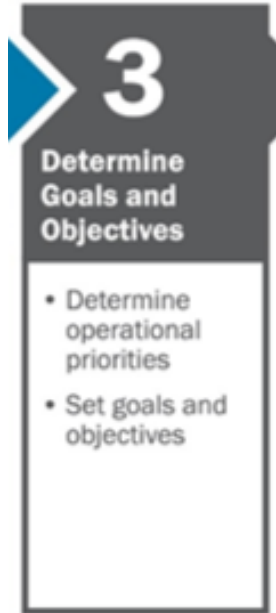 3
Determine
Goals and
Objectives
• Determine
operational
priorities
• Set goals and
objectives